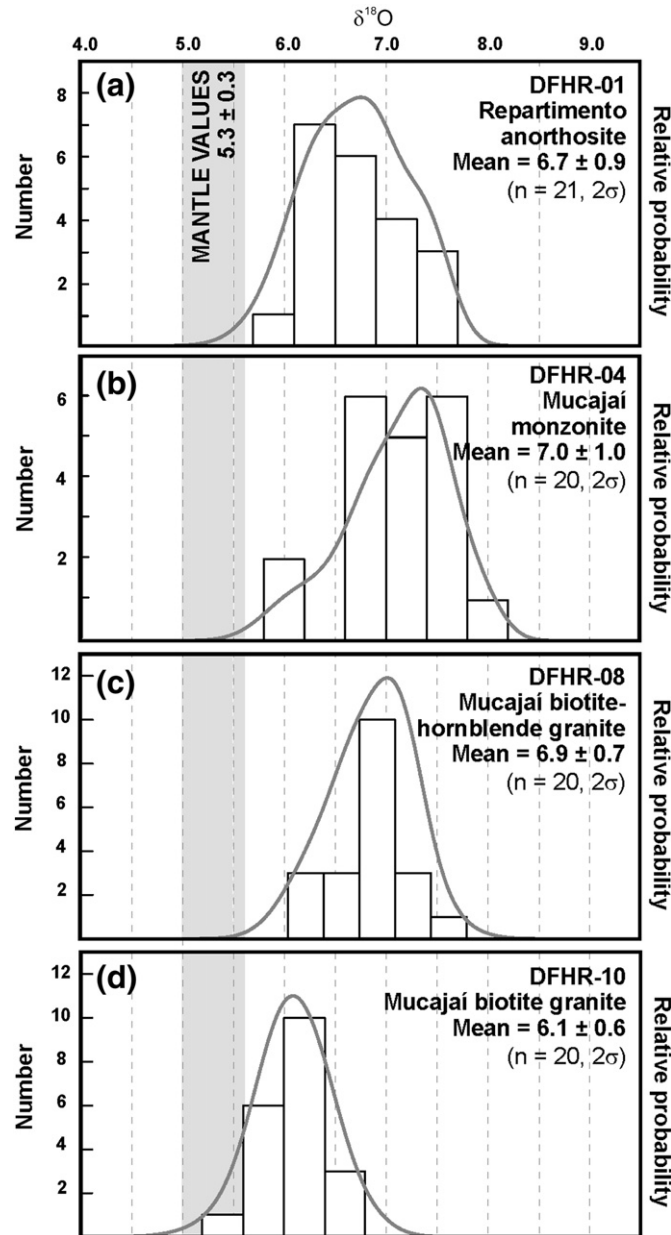 δ¹⁸O
4.0 5.0 6.0 7.0 8.0 9.0
(a)
MANTLE VALUES
5.3 ± 0.3
DFHR-01
Repartimento
anorthosite
Mean = 6.7 ± 0.9
(n = 21, 2σ)
Number
8
6
4
2
Relative probability
(b)
DFHR-04
Mucajaí
monzonite
Mean = 7.0 ± 1.0
(n = 20, 2σ)
Number
6
4
2
Relative probability
(c)
DFHR-08
Mucajaí biotite-
hornblende granite
Mean = 6.9 ± 0.7
(n = 20, 2σ)
Number
12
10
8
6
4
2
Relative probability
(d)
DFHR-10
Mucajaí biotite granite
Mean = 6.1 ± 0.6
(n = 20, 2σ)
Number
12
10
8
6
4
2
Relative probability